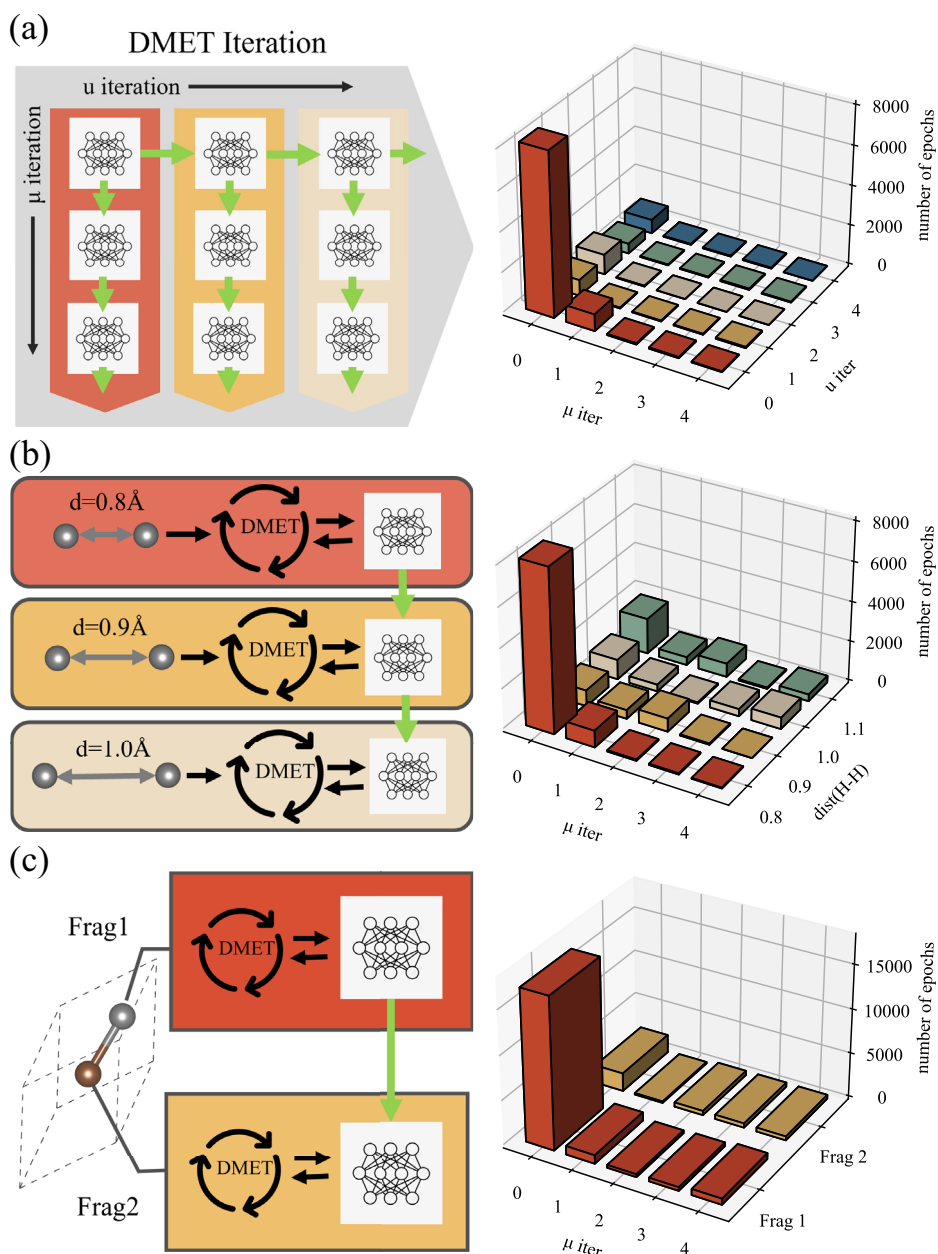 (a)
DMET Iteration
u iteration
μ iteration
8000
6000
4000
2000
0
number of epochs
0
1
2
3
4
μ iter
0
1
2
3
4
u iter
(b)
d=0.8Å
DMET
d=0.9Å
DMET
d=1.0Å
DMET
8000
6000
4000
2000
0
number of epochs
0
1
2
3
4
μ iter
0.8
0.9
1.0
1.1
dist(H-H)
(c)
Frag1
DMET
Frag2
DMET
15000
10000
5000
0
number of epochs
0
1
2
3
4
μ iter
Frag 1
Frag 2